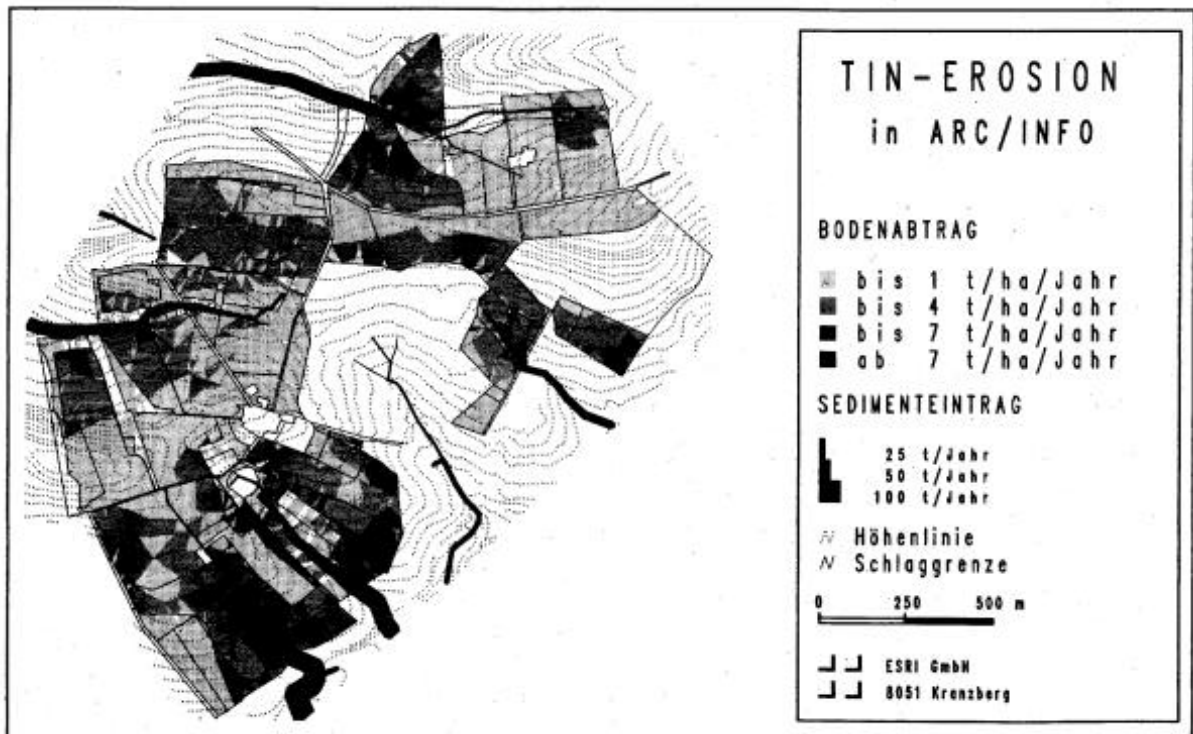 TIN-EROSION
in ARC/INFO
BODENABTRAG
bis 1 t/ha/Jahr
bis 4 t/ha/Jahr
bis 7 t/ha/Jahr
ab 7 t/ha/Jahr
SEDIMENTEINTRAG
25 t/Jahr
50 t/Jahr
100 t/Jahr
N Höhenlinie
N Schlaggrenze
0 250 500 m
ESRI GmbH
8051 Kranzberg